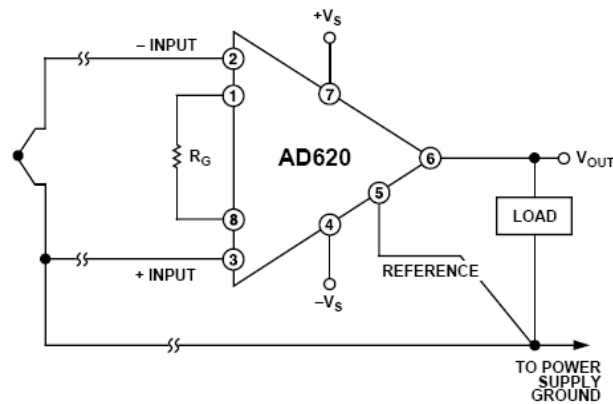 +VS
– INPUT
2
1
7
RG
AD620
6
VOUT
5
LOAD
8
4
3
+ INPUT
REFERENCE
–VS
TO POWER
SUPPLY
GROUND